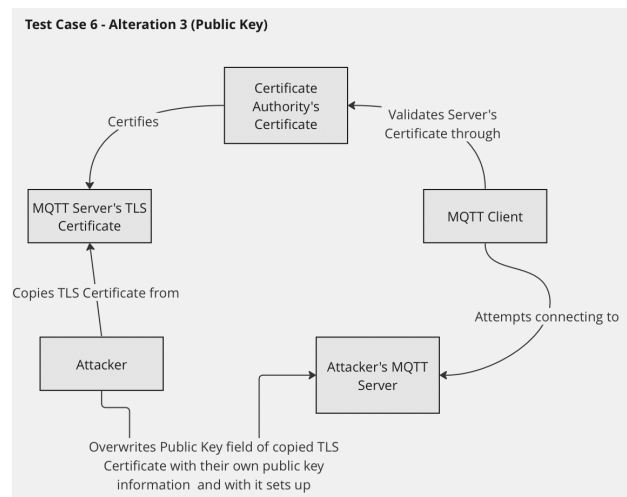 Test Case 6 - Alteration 3 (Public Key)
Certificate
Authority's
Certificate
Certifies
Validates Server's
Certificate through
MQTT Server's TLS
Certificate
MQTT Client
Copies TLS Certificate from
Attempts connecting to
Attacker
Attacker's MQTT
Server
Overwrites Public Key field of copied TLS
Certificate with their own public key
information and with it sets up